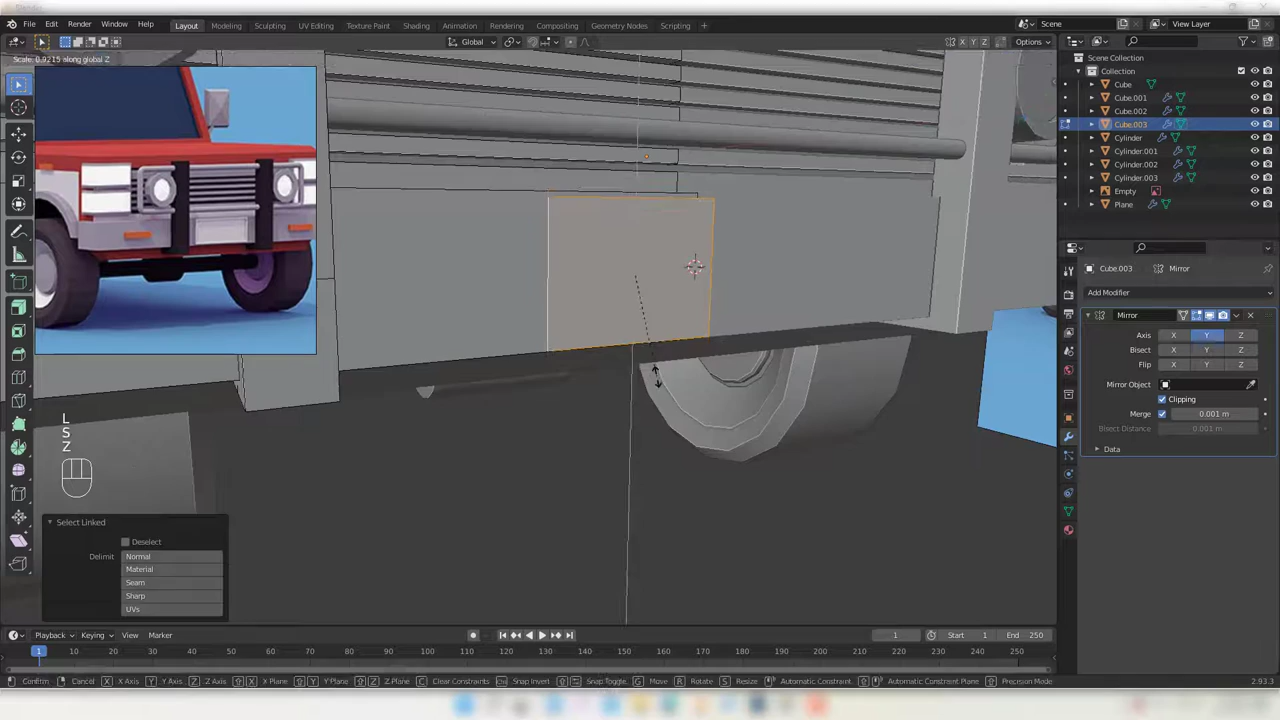 File Edit Render Window Help Layout Modeling Sculpting UV Editing Texture Paint Shading Animation Rendering Compositing Geometry Nodes Scripting + Scene View Layer
Global X Y Z Options
Scale: 0.9215 along global Z
Scene Collection
Collection
Cube
Cube.001
Cube.002
Cube.003
Cylinder
Cylinder.001
Cylinder.002
Cylinder.003
Empty
Plane
Cube.003 Mirror
Add Modifier
Mirror
Axis X Y Z
Bisect X Y Z
Flip X Y Z
Mirror Object
Clipping
Merge 0.001 m
Bisect Distance 0.001 m
Data
L
S
Z
Select Linked
Deselect
Delimit Normal
Material
Seam
Sharp
UVs
Playback Keying View Marker 1 Start 1 End 250
1 10 20 30 40 50 60 70 80 90 100 110 120 130 140 150 160 170 180 190 200 210 220 230 240 250
Confirm Cancel X X Axis Y Y Axis Z Z Axis X X Plane Y Y Plane Z Z Plane C Clear Constraints Snap Invert Snap Toggle G Move R Rotate S Resize Automatic Constraint Automatic Constraint Plane Precision Mode 2.93.3